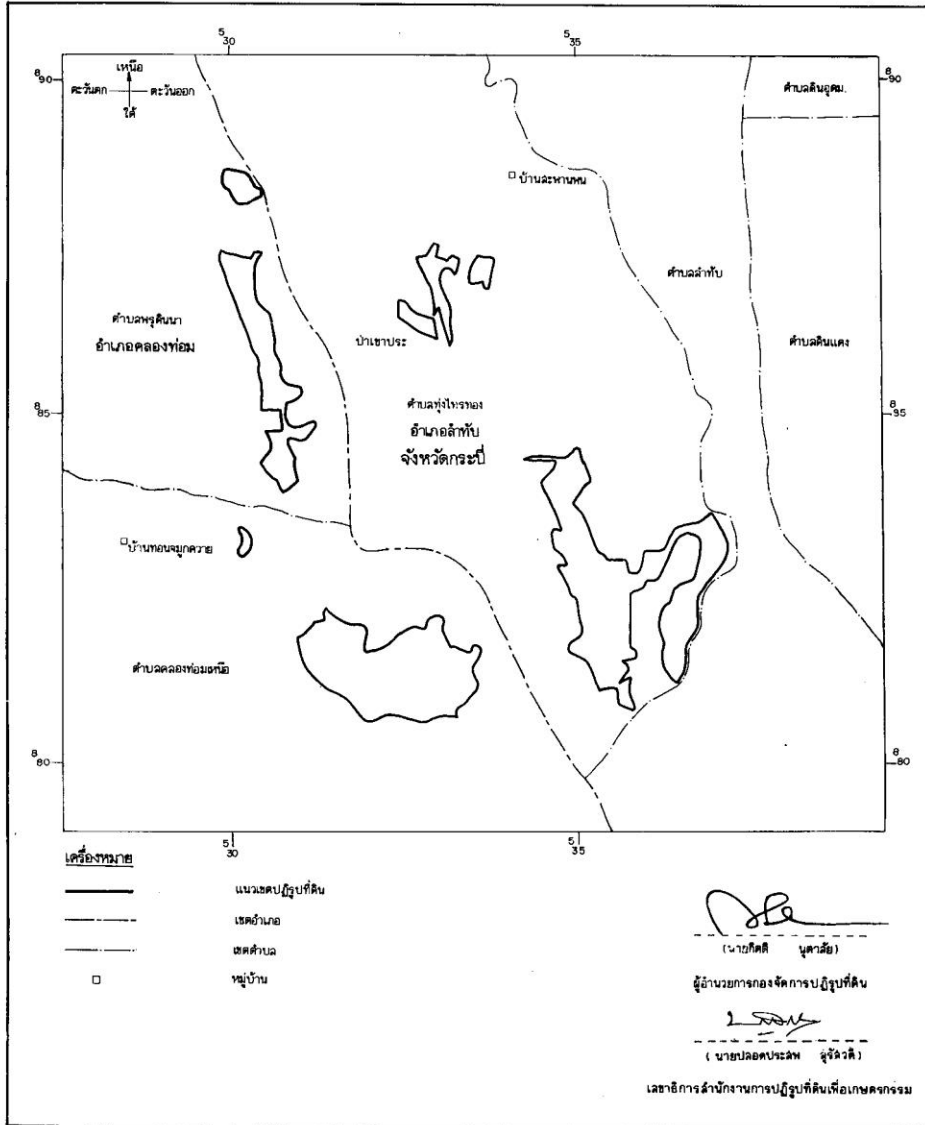 5
30
5
35
8
90
8
90
เหนือ
ตะวันตก
ตะวันออก
ใต้
ตำบลดินอุดม.
บ้านสะพานพน
ตำบลลำทับ
ตำบลพรุดินนา
อำเภอคลองท่อม
ป่าเขาประ
ตำบลดินแดง
ตำบลทุ่งไทรทอง
อำเภอลำทับ
จังหวัดกระบี่
8
85
8
85
บ้านทอนจมูกควาย
ตำบลคลองท่อมเหนือ
8
80
8
80
5
30
5
35
เครื่องหมาย
แนวเขตปฏิรูปที่ดิน
เขตอำเภอ
เขตตำบล
หมู่บ้าน
(นายกิตติ นุตาลัย)
ผู้อำนวยการกองจัดการปฏิรูปที่ดิน
( นายปลอดประสพ สุรัสวดี )
เลขาธิการสำนักงานการปฏิรูปที่ดินเพื่อเกษตรกรรม